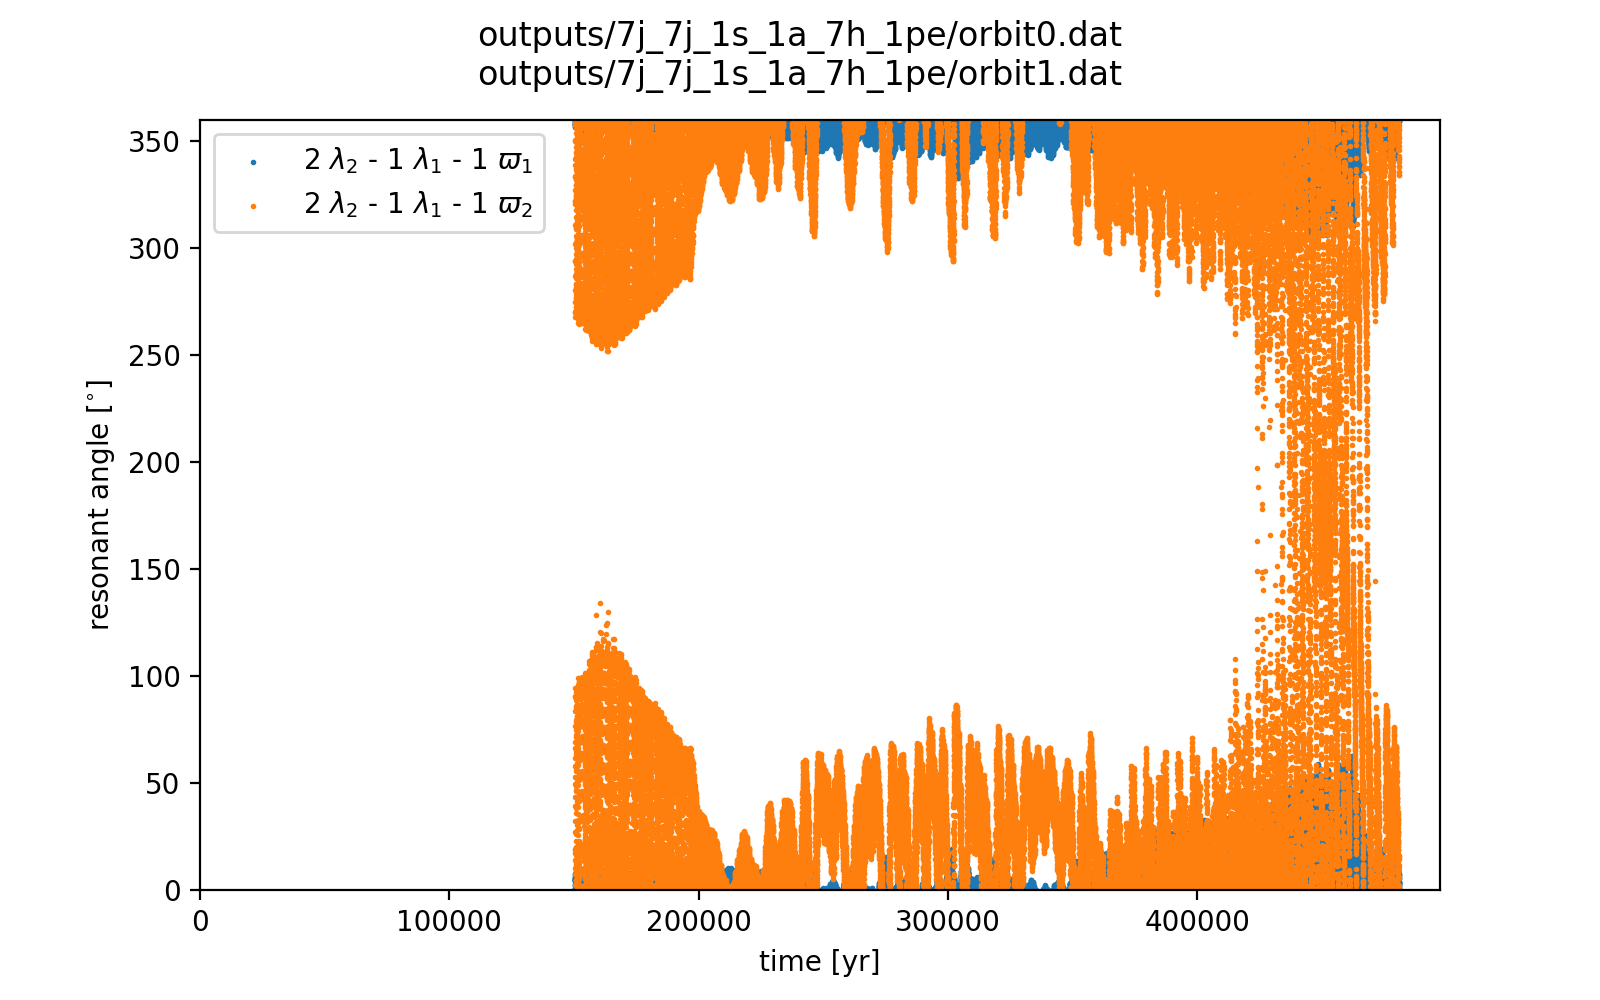 outputs/7j_7j_1s_1a_7h_1pe/orbit0.dat
outputs/7j_7j_1s_1a_7h_1pe/orbit1.dat
2 λ₂ - 1 λ₁ - 1 ϖ₁
2 λ₂ - 1 λ₁ - 1 ϖ₂
resonant angle [°]
350
300
250
200
150
100
50
0
0 100000 200000 300000 400000
time [yr]